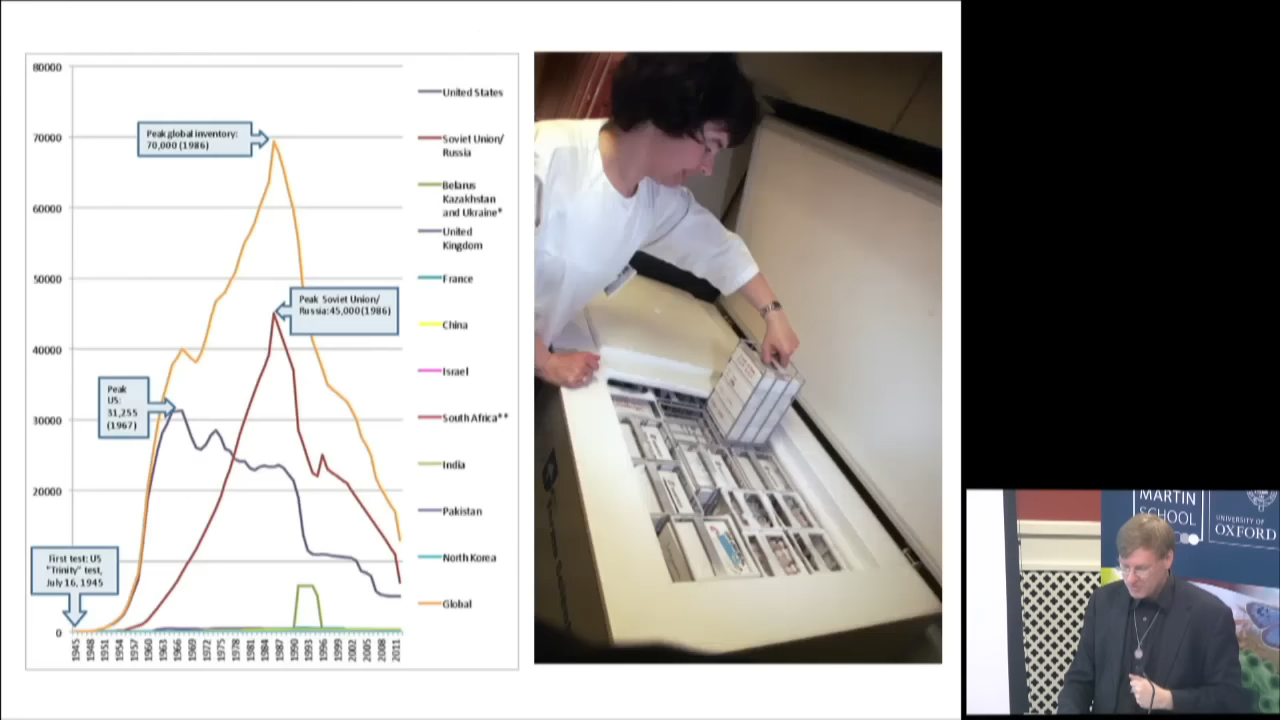 80000
70000
60000
50000
40000
30000
20000
0
Peak global inventory:
70,000 (1986)
Peak Soviet Union/
Russia:45,000(1986)
Peak
US:
31,255
(1967)
First test: US
"Trinity" test,
July 16, 1945
1945
1948
1951
1954
1957
1960
1963
1966
1969
1972
1975
1978
1981
1984
1987
1990
1993
1996
1999
2002
2005
2008
2011
United States
Soviet Union/
Russia
Belarus
Kazakhstan
and Ukraine*
United
Kingdom
France
China
Israel
South Africa**
India
Pakistan
North Korea
Global
MARTIN
SCHOOL
UNIVERSITY OF
OXFORD